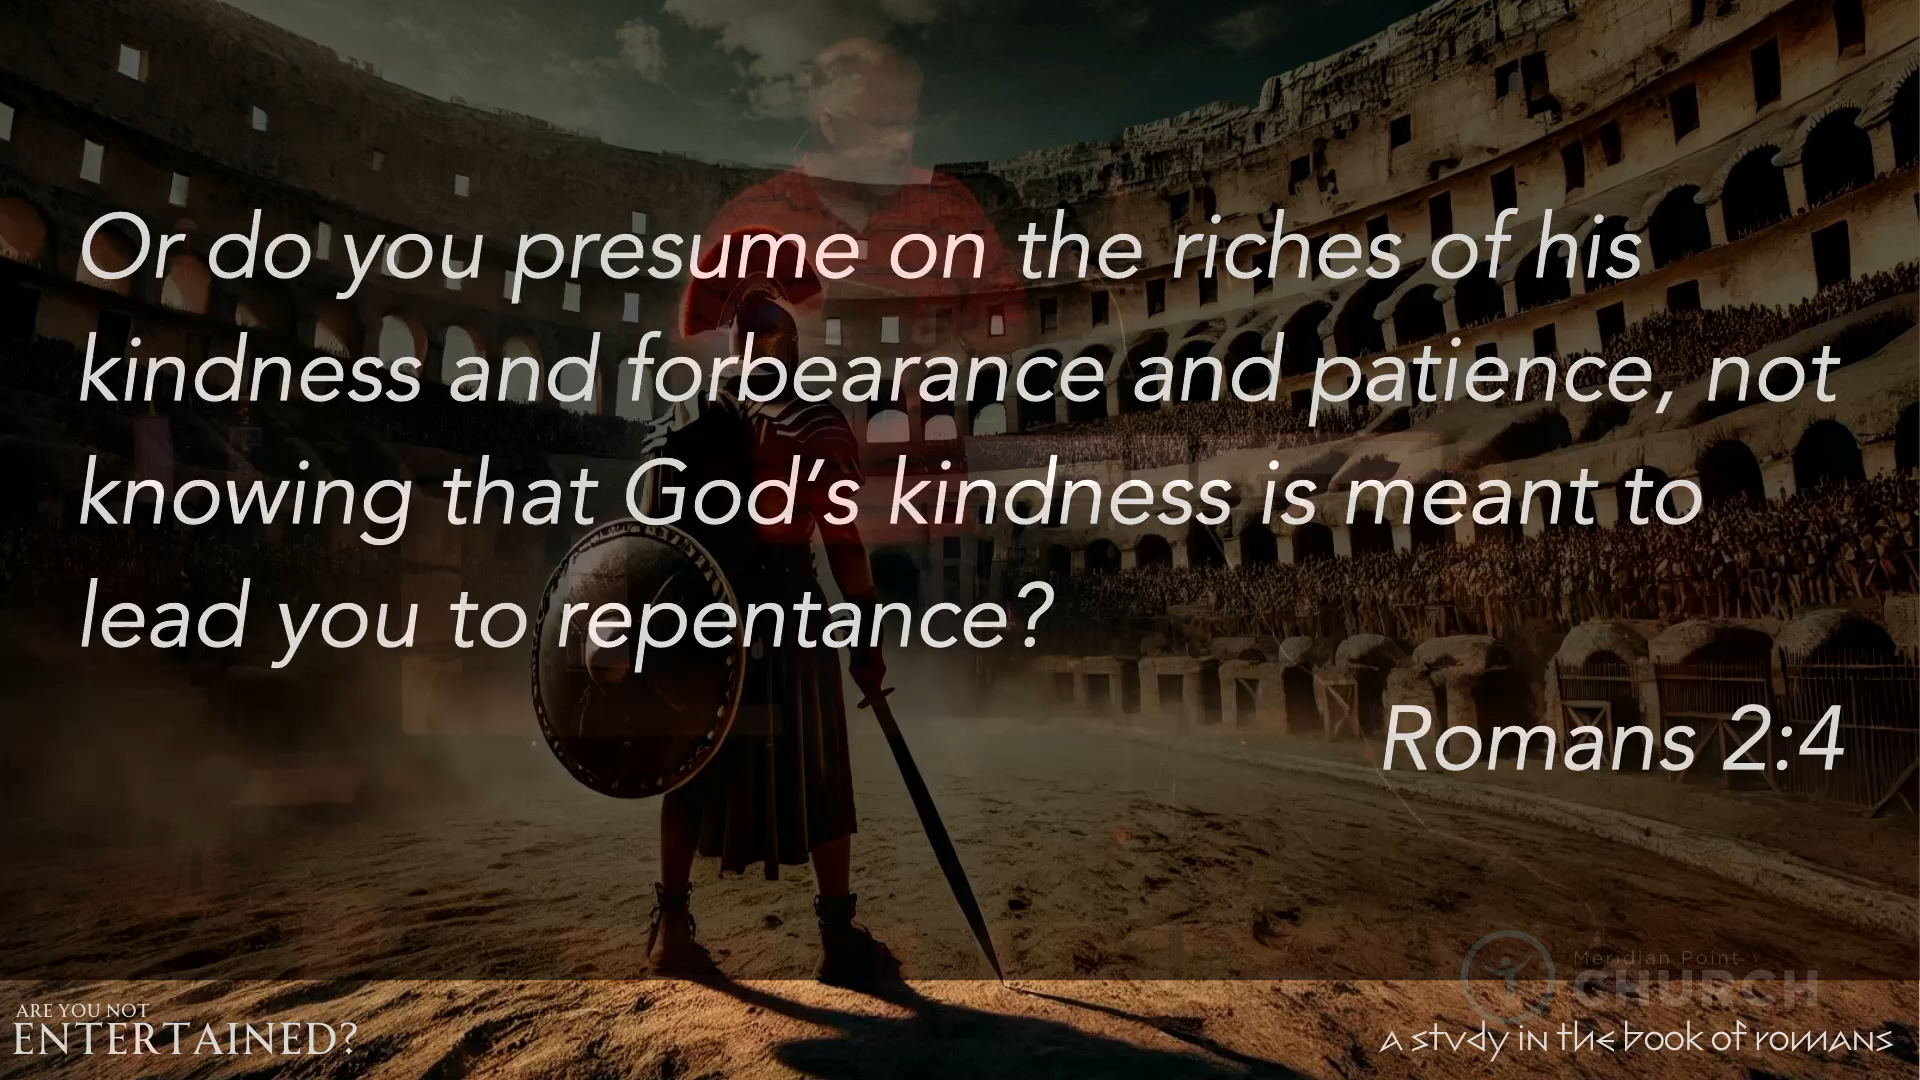 Or do you presume on the riches of his
kindness and forbearance and patience, not
knowing that God’s kindness is meant to
lead you to repentance?
Romans 2:4
Meridian Point
CHURCH
ARE YOU NOT
ENTERTAINED?
A STUDY IN THE BOOK OF ROMANS